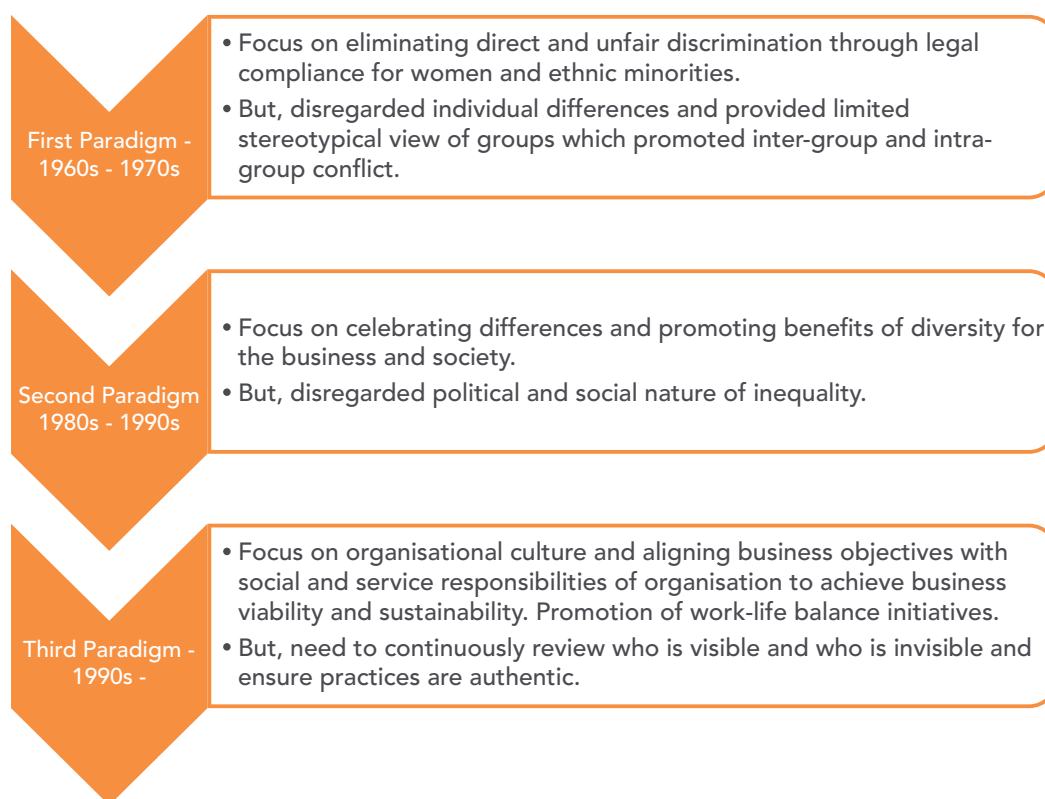 First Paradigm -
1960s - 1970s
• Focus on eliminating direct and unfair discrimination through legal
compliance for women and ethnic minorities.
• But, disregarded individual differences and provided limited
stereotypical view of groups which promoted inter-group and intra-
group conflict.
Second Paradigm
1980s - 1990s
• Focus on celebrating differences and promoting benefits of diversity for
the business and society.
• But, disregarded political and social nature of inequality.
Third Paradigm -
1990s -
• Focus on organisational culture and aligning business objectives with
social and service responsibilities of organisation to achieve business
viability and sustainability. Promotion of work-life balance initiatives.
• But, need to continuously review who is visible and who is invisible and
ensure practices are authentic.